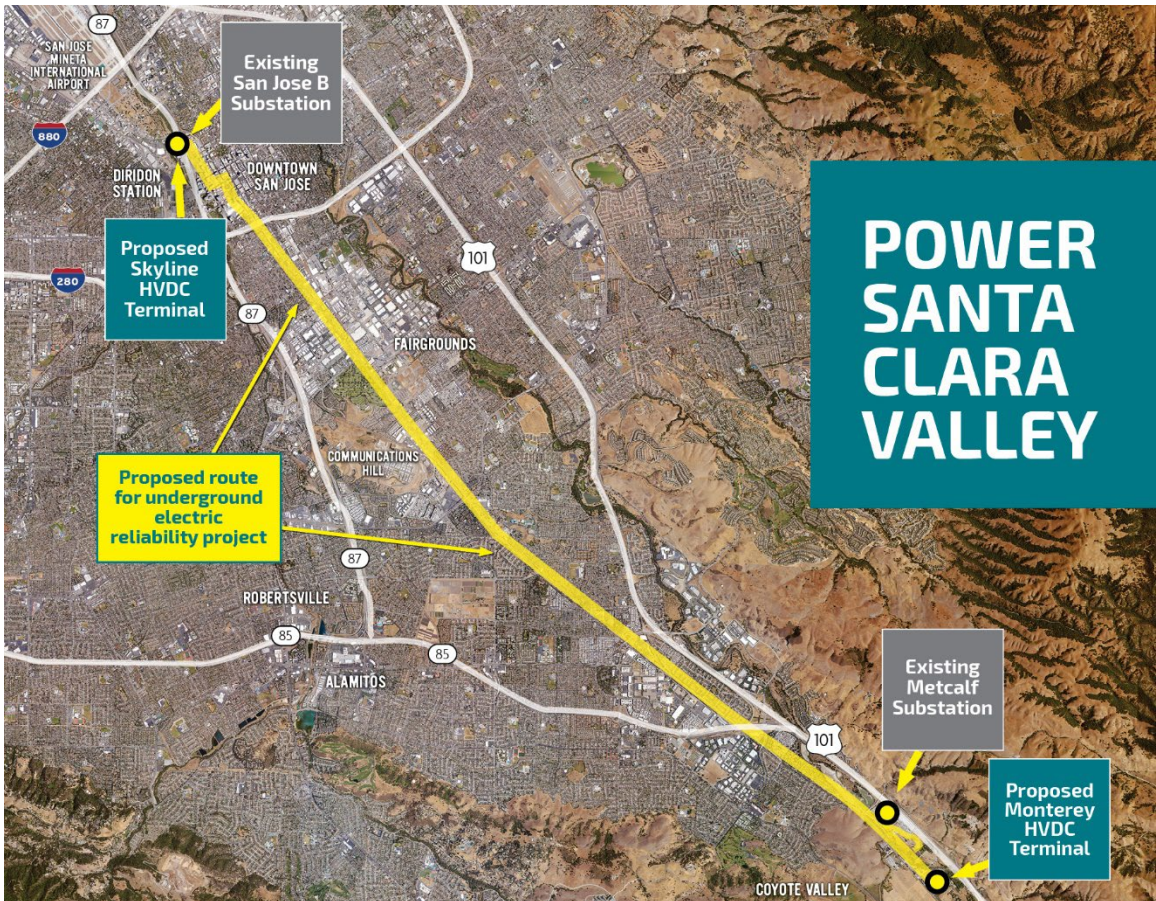 87
SAN JOSE
MINETA
INTERNATIONAL
AIRPORT
Existing
San Jose B
Substation
880
DIRIDON
STATION
DOWNTOWN
SAN JOSE
POWER
SANTA
CLARA
VALLEY
Proposed
Skyline
HVDC
Terminal
101
280
87
FAIRGROUNDS
COMMUNICATIONS
HILL
Proposed route
for underground
electric
reliability project
87
ROBERTSVILLE
85
85
ALAMITOS
Existing
Metcalf
Substation
101
Proposed
Monterey
HVDC
Terminal
COYOTE VALLEY